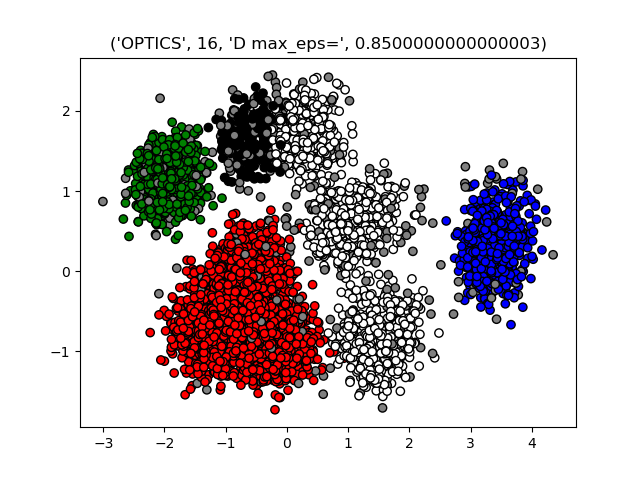 ('OPTICS', 16, 'D max_eps=', 0.8500000000000003)
2
1
0
−1
−3 −2 −1 0 1 2 3 4